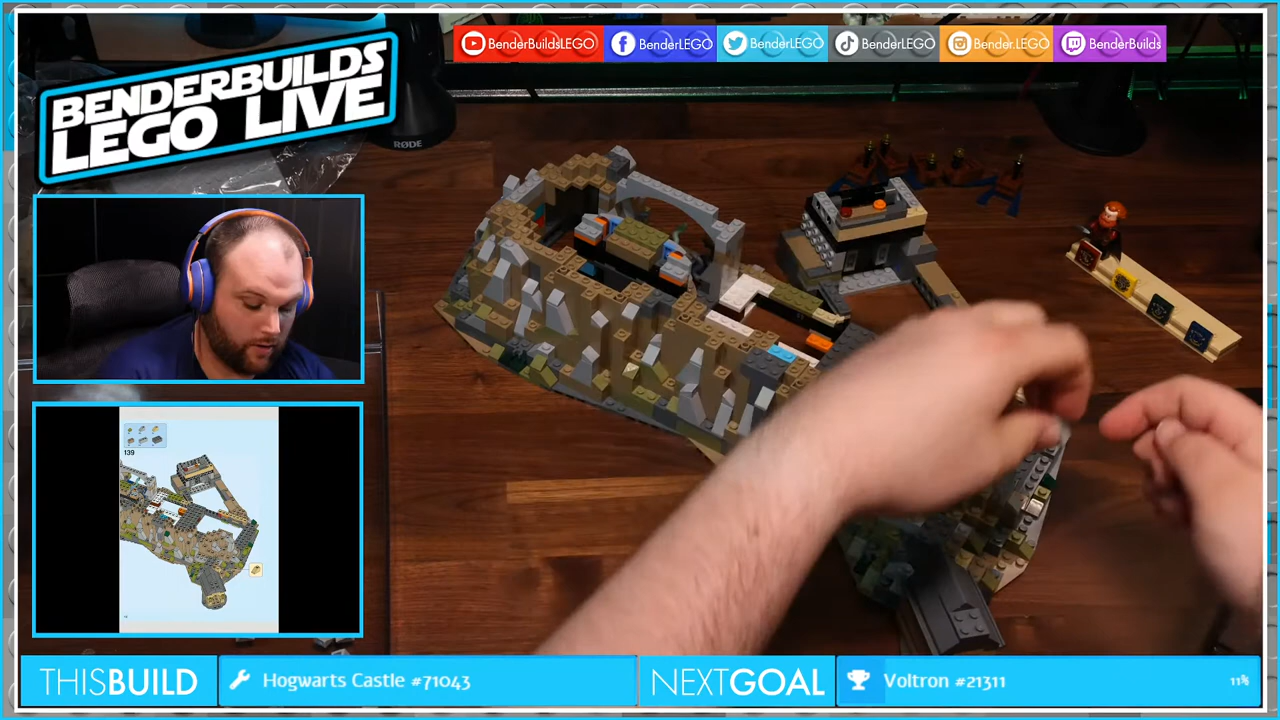 BENDERBUILDS
LEGO LIVE
BenderBuildsLEGO
BenderLEGO
BenderLEGO
BenderLEGO
Bender.LEGO
BenderBuilds
RØDE
139
THISBUILD
Hogwarts Castle #71043
NEXTGOAL
Voltron #21311
11%